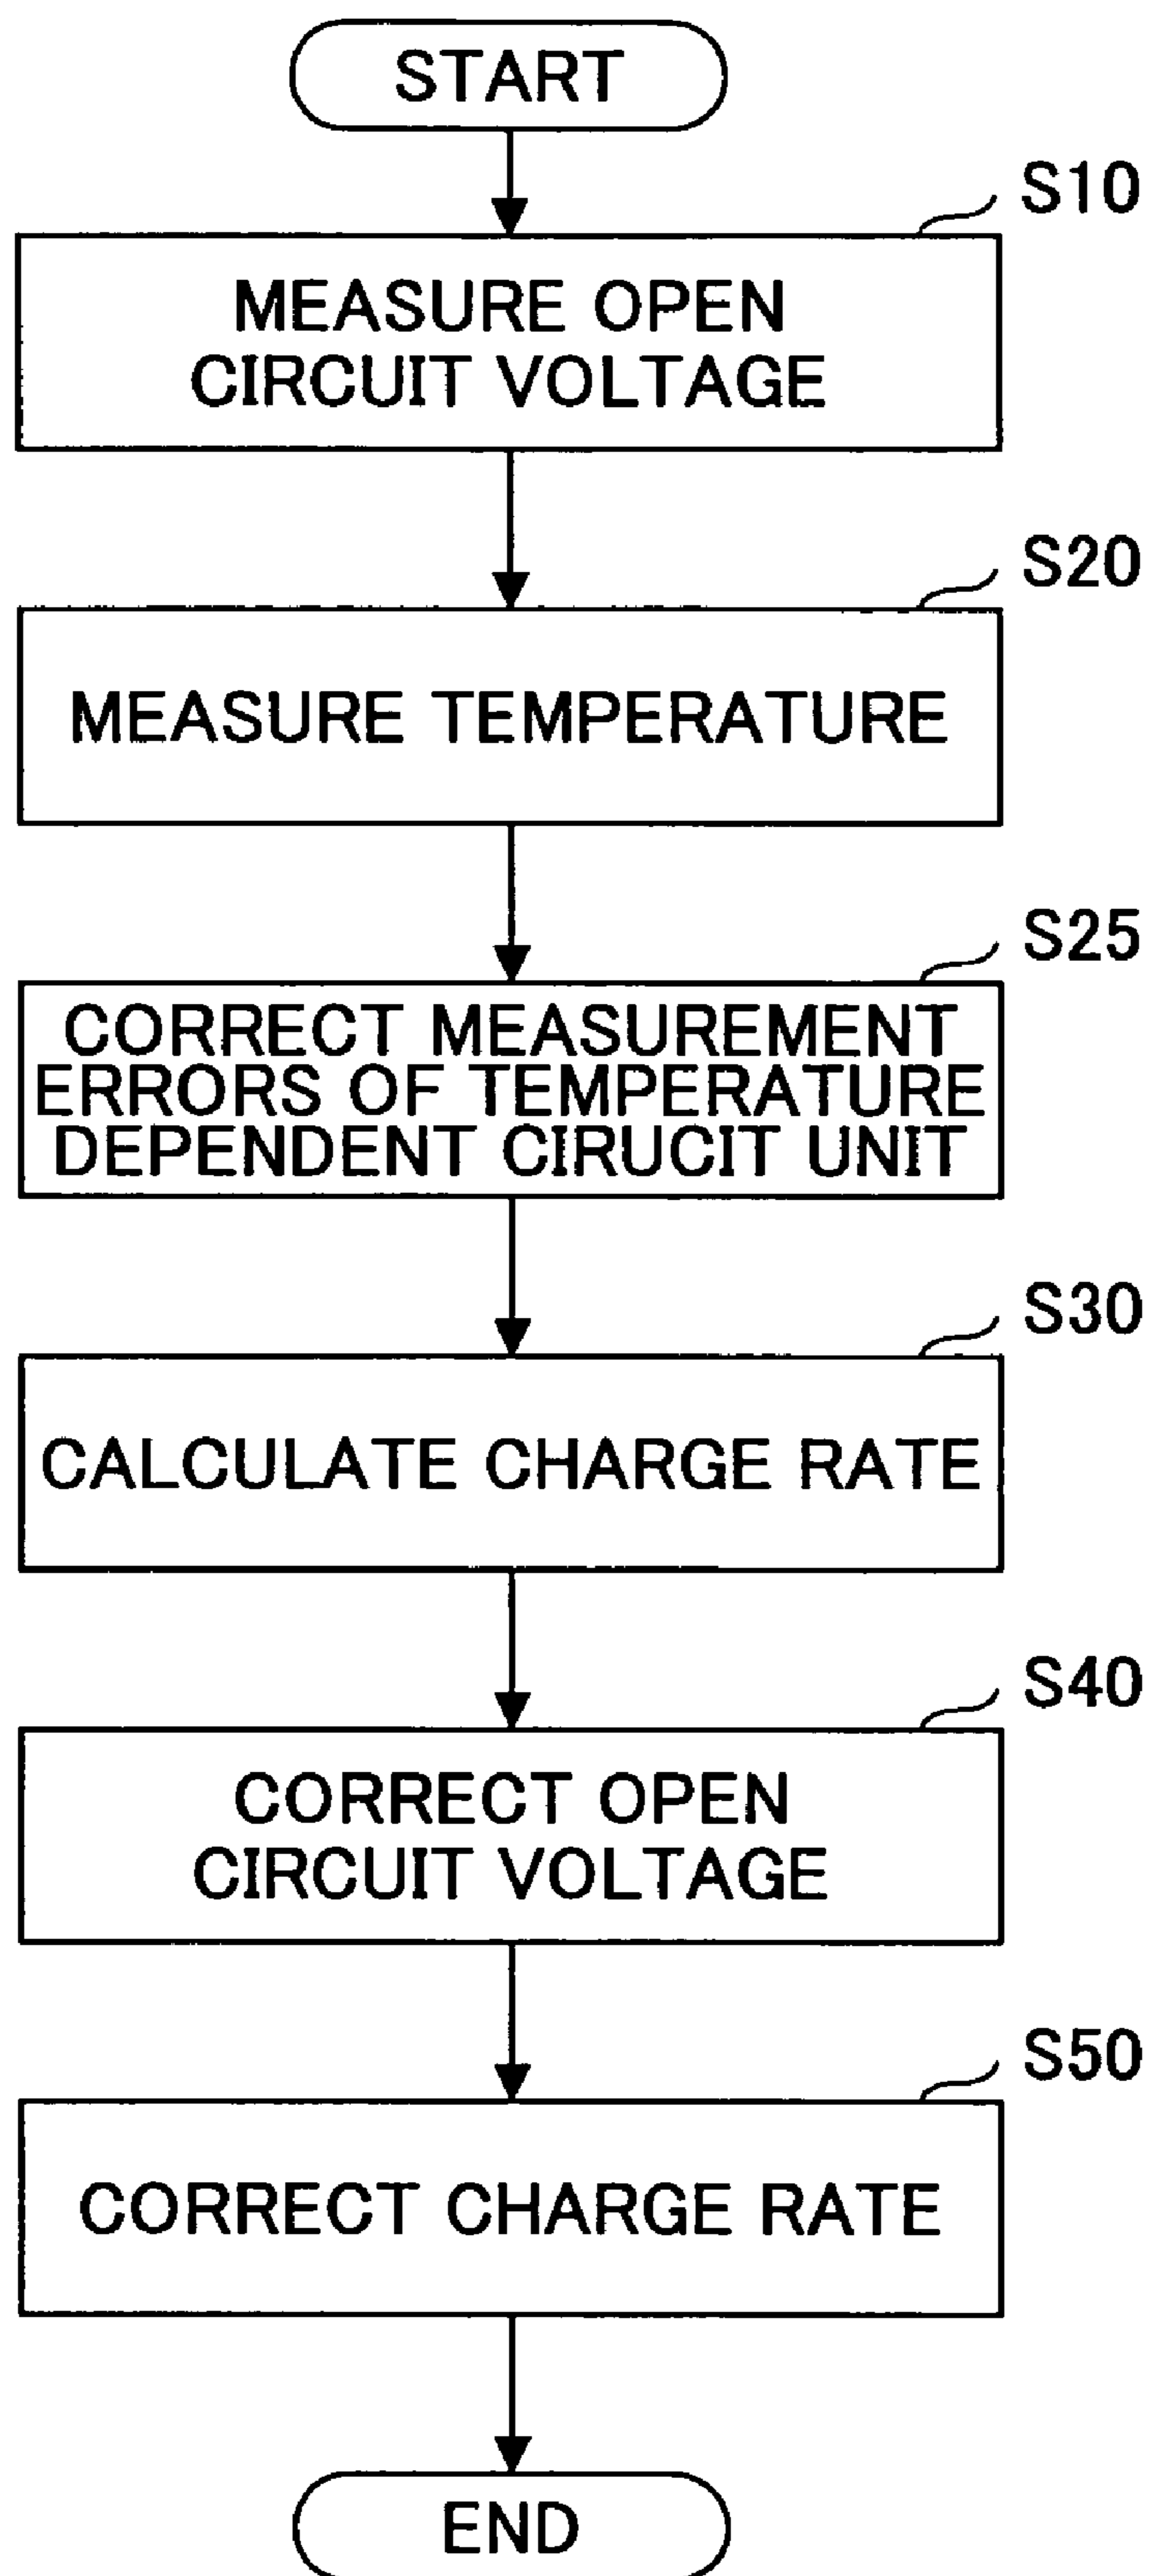 START
S10
MEASURE OPEN
CIRCUIT VOLTAGE
S20
MEASURE TEMPERATURE
S25
CORRECT MEASUREMENT
ERRORS OF TEMPERATURE
DEPENDENT CIRUCIT UNIT
S30
CALCULATE CHARGE RATE
S40
CORRECT OPEN
CIRCUIT VOLTAGE
S50
CORRECT CHARGE RATE
END